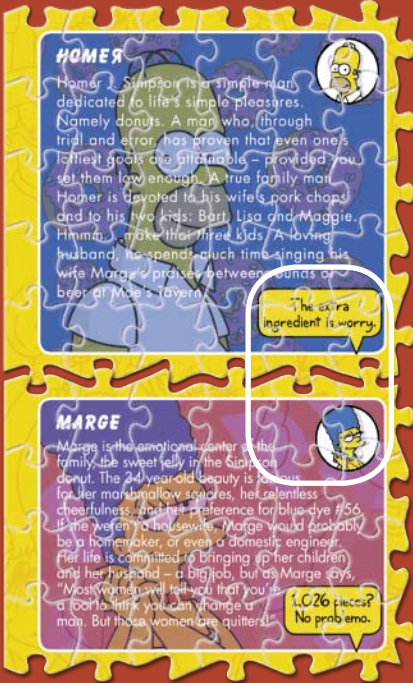 HOMER
Homer J. Simpson is a simple man
dedicated to life's simple pleasures.
Namely donuts. A man who, through
trial and error, has proven that even one's
loftiest goals are attainable – provided you
set them low enough. A true family man,
Homer is devoted to his wife's pork chops
and to his two kids: Bart, Lisa and Maggie.
Hmmm... make that three kids. A loving
husband, he spends much time singing his
wife Marge's praises between rounds of
beer at Moe's Tavern.
The extra
ingredient is worry.
MARGE
Marge is the emotional center of the
family, the sweet jelly in the Simpson
donut. The 34 year-old beauty is famous
for her marshmallow squares, her relentless
cheerfulness, and her preference for blue dye #56.
If she weren't a housewife, Marge would probably
be a homemaker, or even a domestic engineer.
Her life is committed to bringing up her children
and her husband – a big job, but as Marge says,
"Most women will tell you that you're
a fool to think you can change a
man. But those women are quitters!"
1,026 pieces?
No problemo.